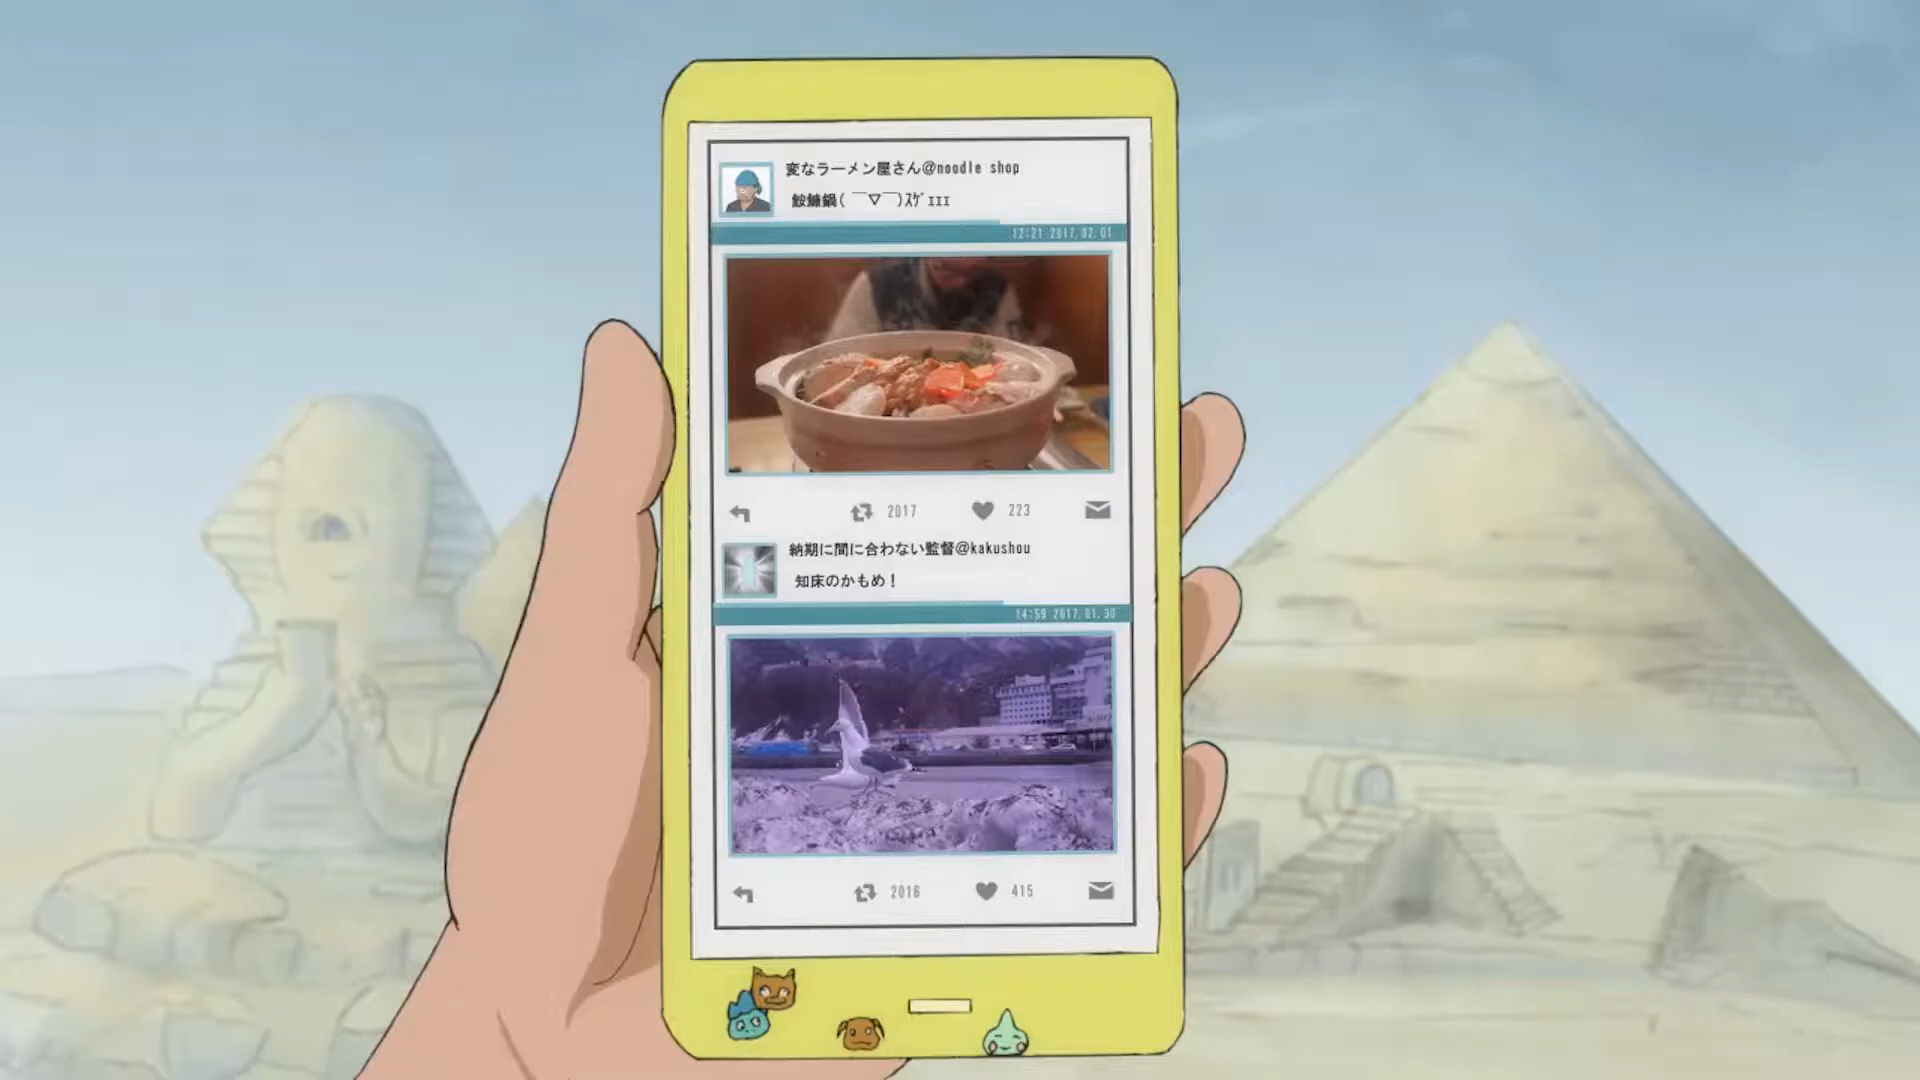 変なラーメン屋さん@noodle shop
鮟鱇鍋(￣▽￣)ｽｹﾞｪｪｪ
12:21 2017.02.01
2017
223
納期に間に合わない監督@kakushou
知床のかもめ！
14:59 2017.01.30
2016
415